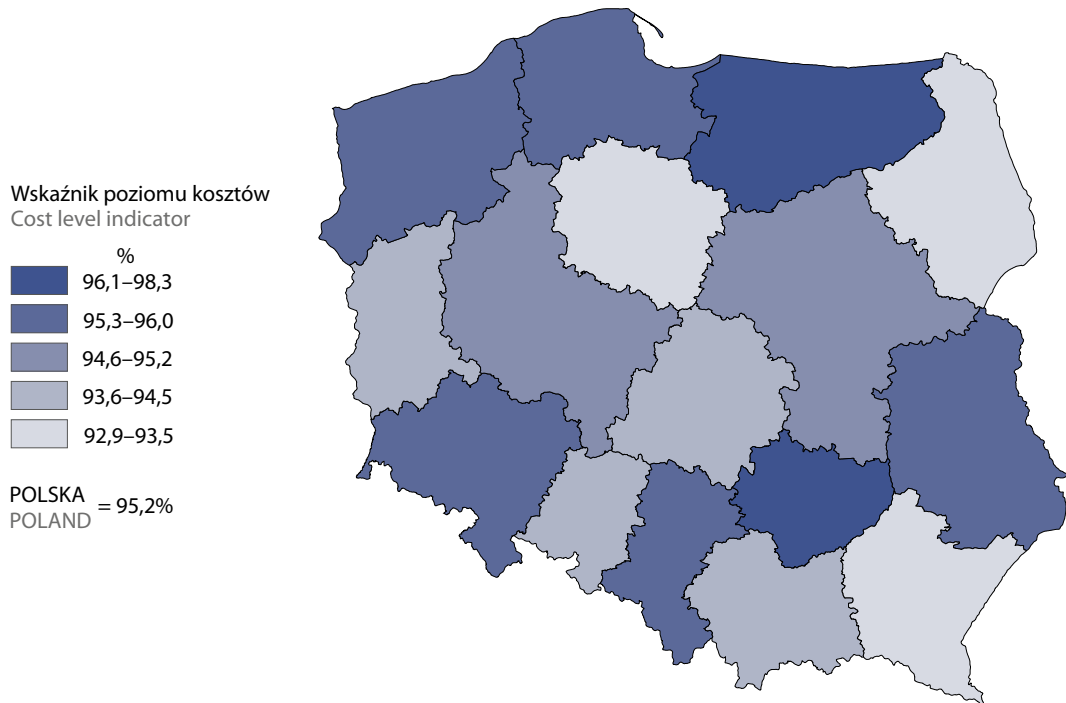 Wskaźnik poziomu kosztów
Cost level indicator
%
96,1–98,3
95,3–96,0
94,6–95,2
93,6–94,5
92,9–93,5
POLSKA
POLAND
= 95,2%